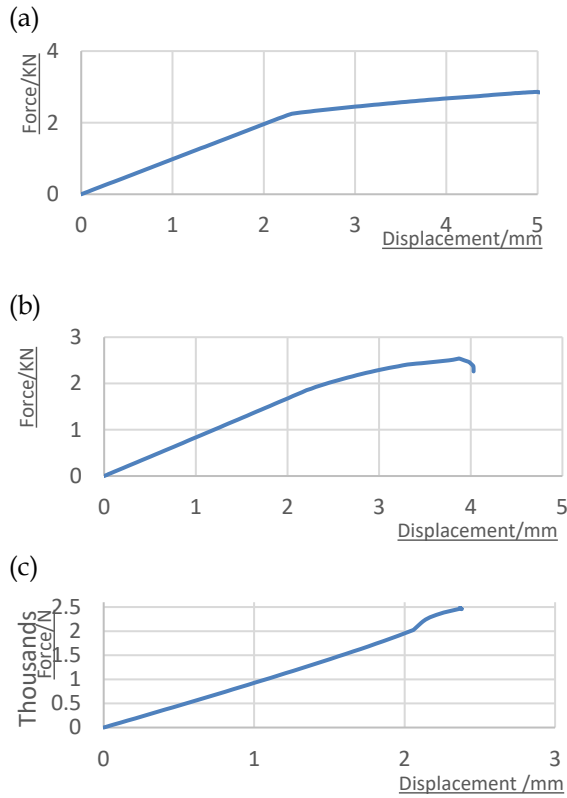 (a)
Force/KN
4
2
0
0 1 2 3 4 5
Displacement/mm
(b)
Force/KN
3
2
1
0
0 1 2 3 4 5
Displacement/mm
(c)
Thousands
Force/N
2.5
2
1.5
1
0.5
0
0 1 2 3
Displacement /mm